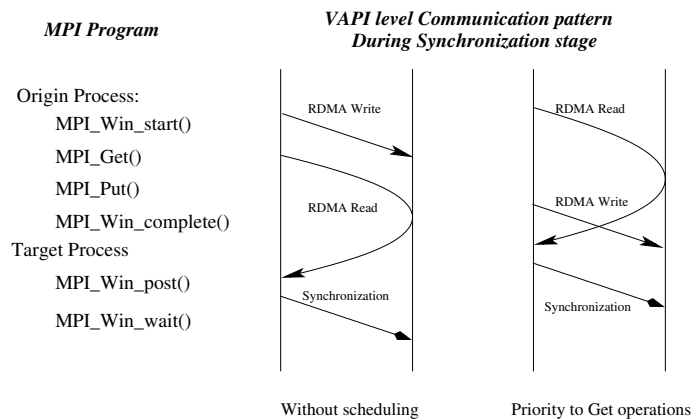 MPI Program
VAPI level Communication pattern
During Synchronization stage
Origin Process:
MPI_Win_start()
MPI_Get()
MPI_Put()
MPI_Win_complete()
Target Process
MPI_Win_post()
MPI_Win_wait()
RDMA Write
RDMA Read
Synchronization
Without scheduling
RDMA Read
RDMA Write
Synchronization
Priority to Get operations